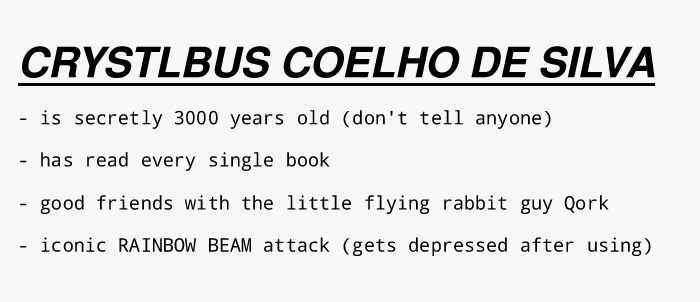 CRYSTLBUS COELHO DE SILVA
- is secretly 3000 years old (don't tell anyone)
- has read every single book
- good friends with the little flying rabbit guy Qork
- iconic RAINBOW BEAM attack (gets depressed after using)